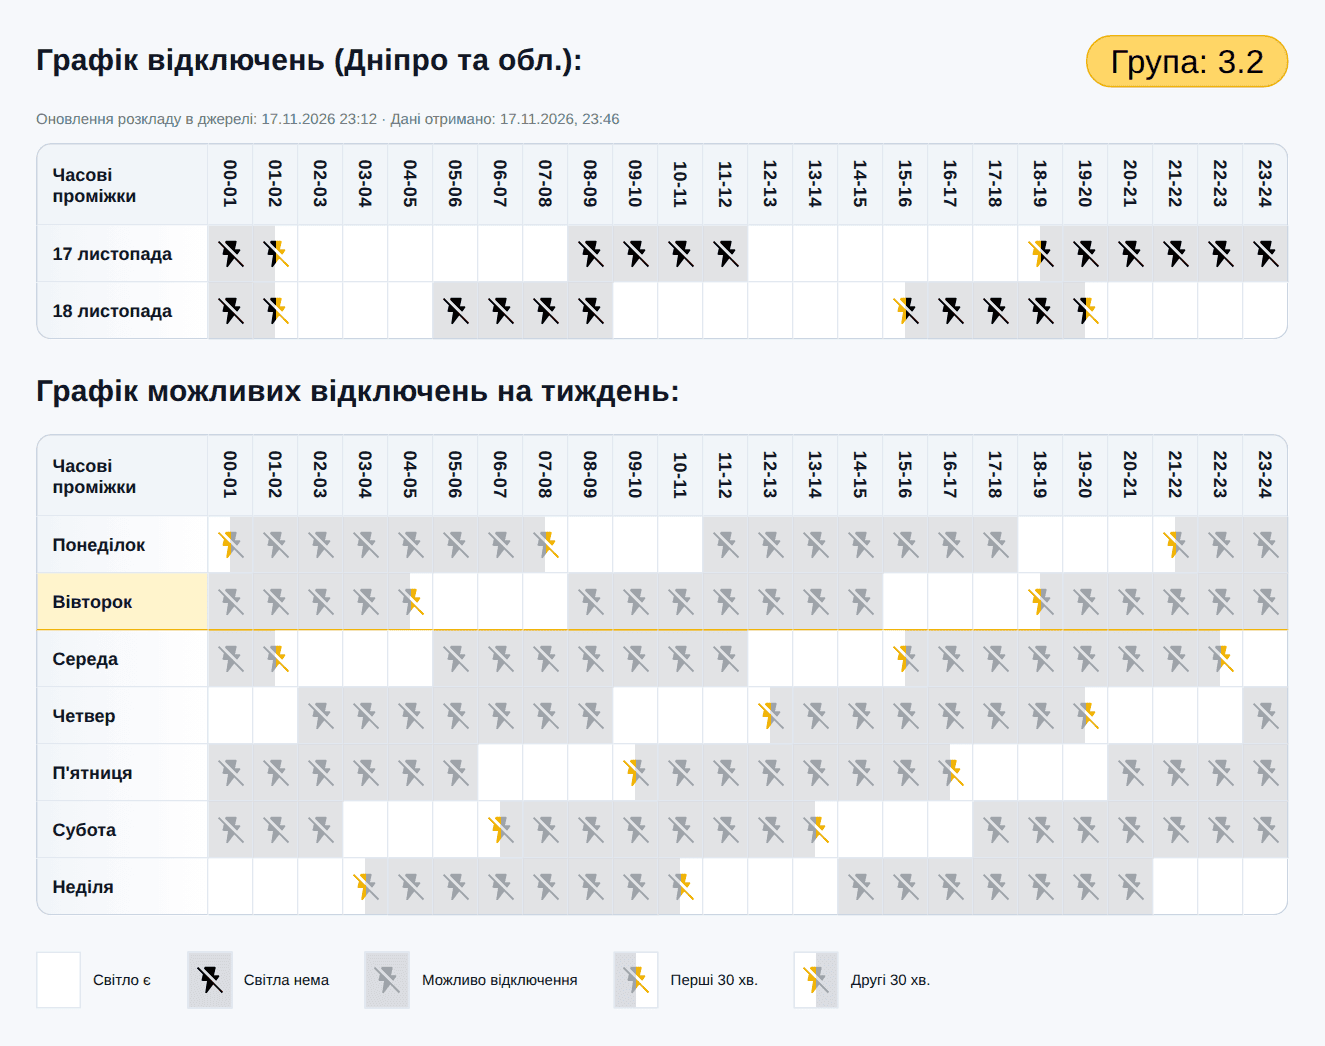 Графік відключень (Дніпро та обл.):
Група: 3.2
Оновлення розкладу в джерелі: 17.11.2026 23:12 · Дані отримано: 17.11.2026, 23:46
Часові проміжки 00-01 01-02 02-03 03-04 04-05 05-06 06-07 07-08 08-09 09-10 10-11 11-12 12-13 13-14 14-15 15-16 16-17 17-18 18-19 19-20 20-21 21-22 22-23 23-24
17 листопада
18 листопада
Графік можливих відключень на тиждень:
Часові проміжки 00-01 01-02 02-03 03-04 04-05 05-06 06-07 07-08 08-09 09-10 10-11 11-12 12-13 13-14 14-15 15-16 16-17 17-18 18-19 19-20 20-21 21-22 22-23 23-24
Понеділок
Вівторок
Середа
Четвер
П'ятниця
Субота
Неділя
Світло є Світла нема Можливо відключення Перші 30 хв. Другі 30 хв.